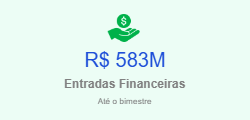 $
R$ 583M
Entradas Financeiras
Até o bimestre